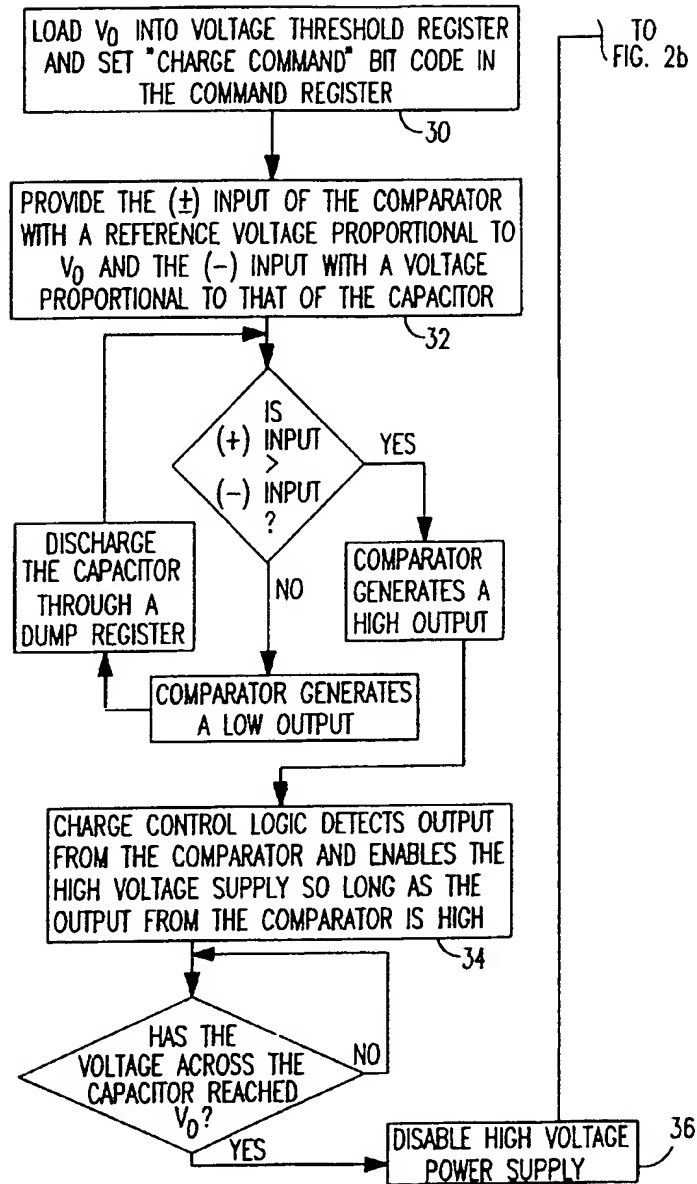 LOAD V0 INTO VOLTAGE THRESHOLD REGISTER
AND SET "CHARGE COMMAND" BIT CODE IN
THE COMMAND REGISTER
30
TO
FIG. 2b
PROVIDE THE (±) INPUT OF THE COMPARATOR
WITH A REFERENCE VOLTAGE PROPORTIONAL TO
V0 AND THE (−) INPUT WITH A VOLTAGE
PROPORTIONAL TO THAT OF THE CAPACITOR
32
IS
(+) INPUT
>
(−) INPUT
?
YES
NO
DISCHARGE
THE CAPACITOR
THROUGH A
DUMP REGISTER
COMPARATOR
GENERATES A
HIGH OUTPUT
COMPARATOR GENERATES
A LOW OUTPUT
CHARGE CONTROL LOGIC DETECTS OUTPUT
FROM THE COMPARATOR AND ENABLES THE
HIGH VOLTAGE SUPPLY SO LONG AS THE
OUTPUT FROM THE COMPARATOR IS HIGH
34
HAS THE
VOLTAGE ACROSS THE
CAPACITOR REACHED
V0?
NO
YES
DISABLE HIGH VOLTAGE
POWER SUPPLY
36